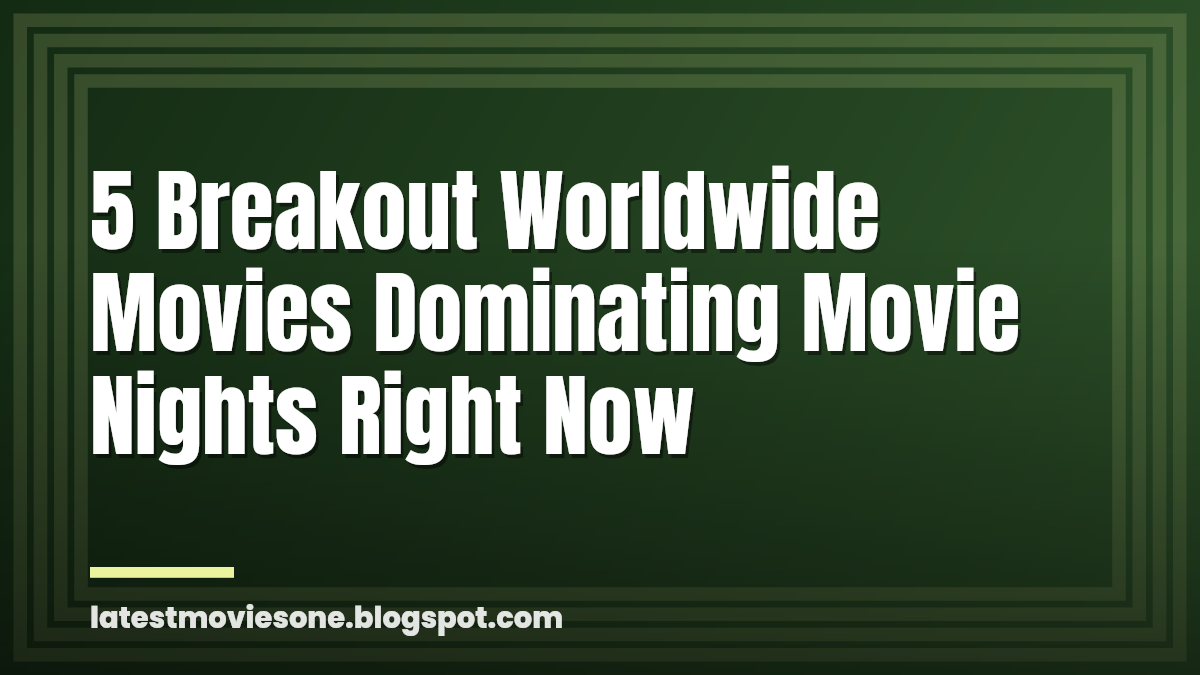 5 Breakout Worldwide
Movies Dominating Movie
Nights Right Now
latestmoviesone.blogspot.com